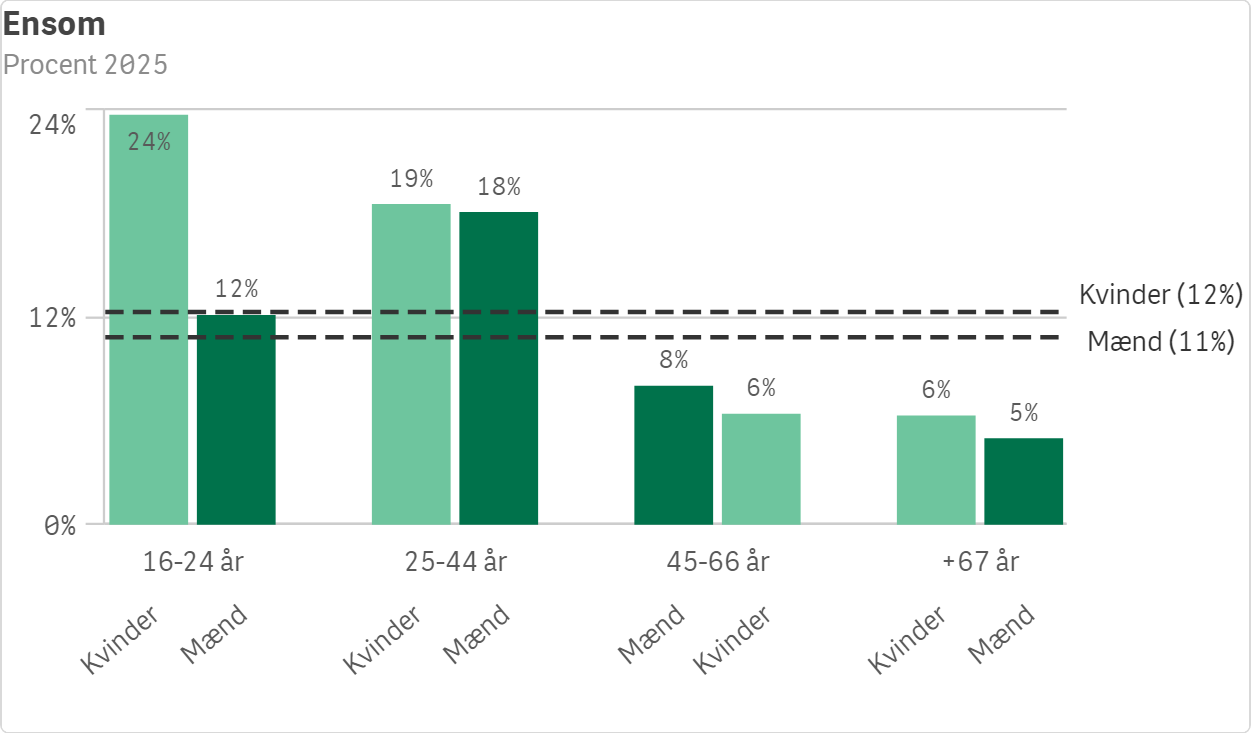 Ensom
Procent 2025
24%
24%
19%
18%
12%
12%
Kvinder (12%)
Mænd (11%)
8%
6%
6%
5%
0%
16-24 år
25-44 år
45-66 år
+67 år
Kvinder
Mænd
Kvinder
Mænd
Mænd
Kvinder
Kvinder
Mænd